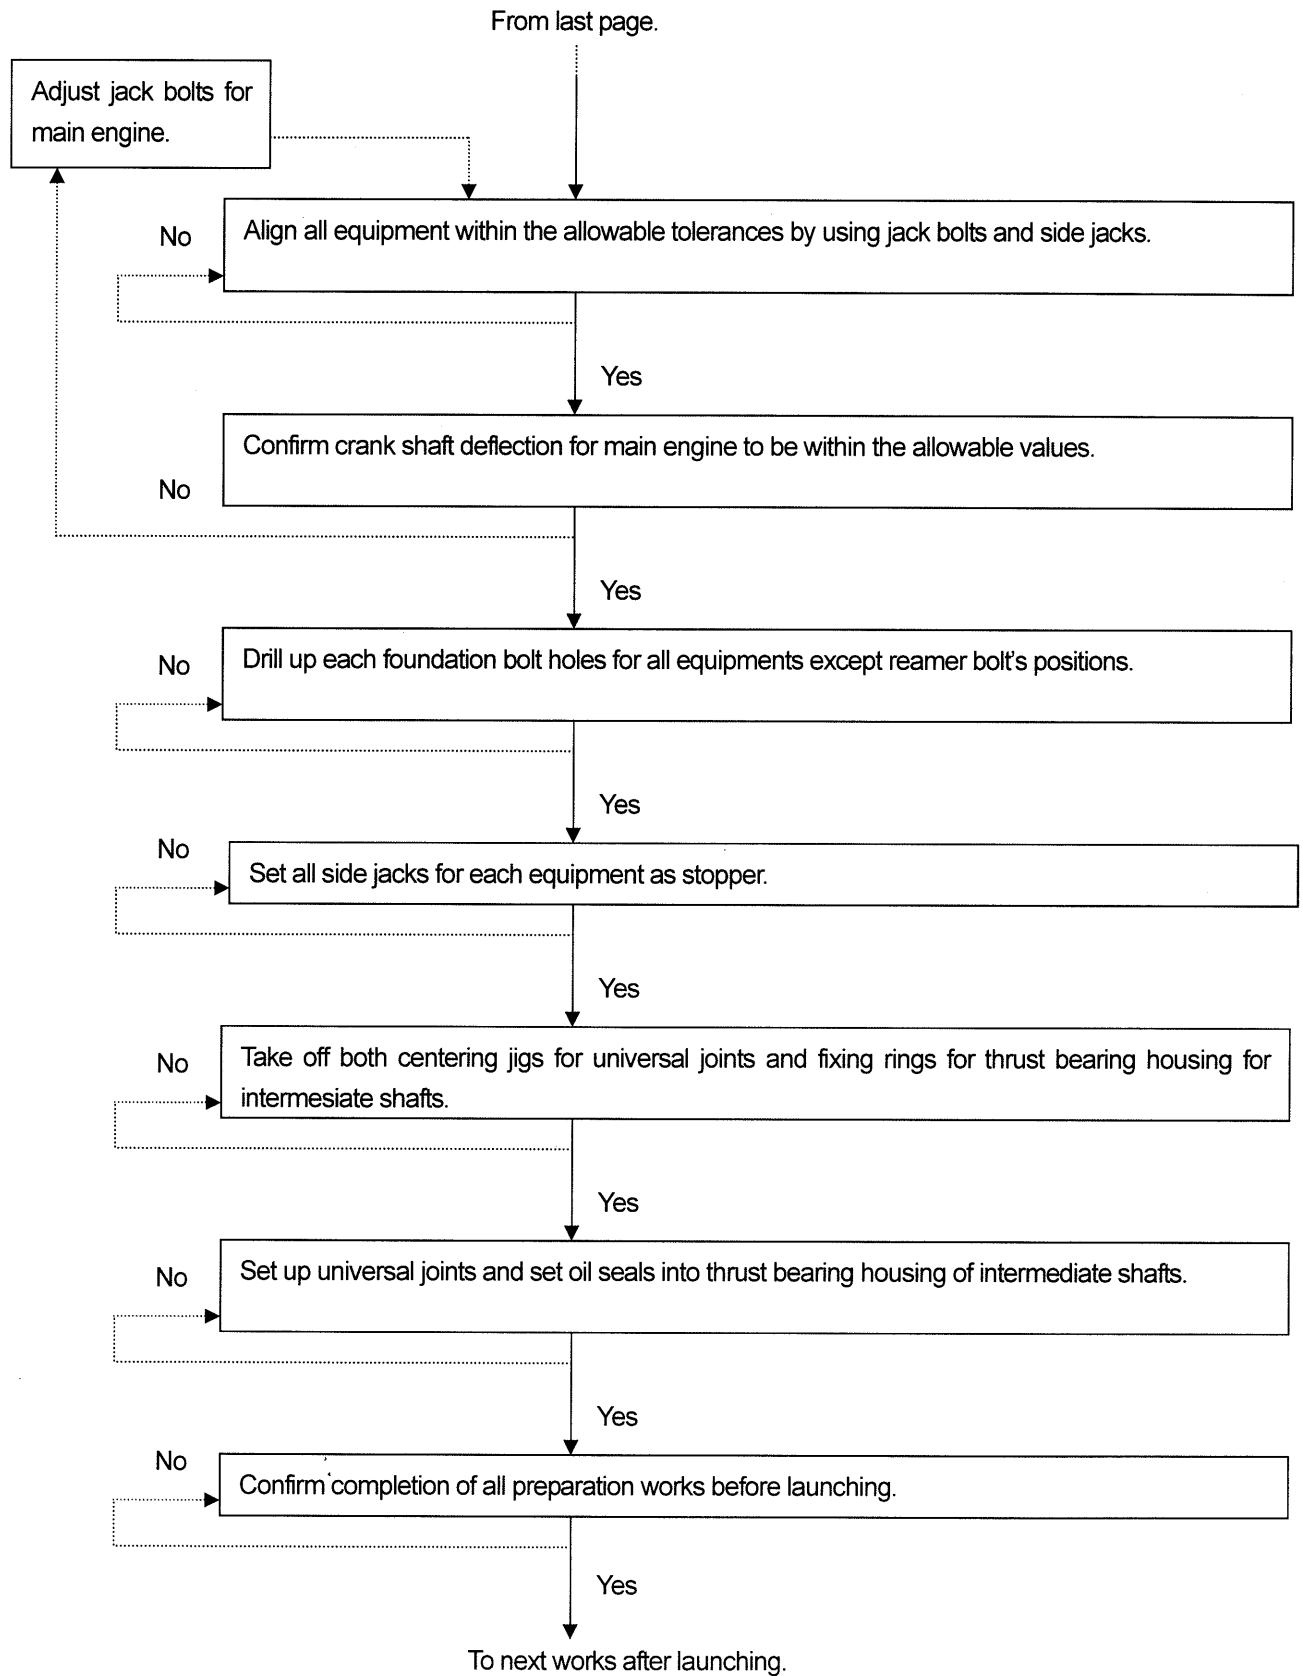 From last page.
Adjust jack bolts for
main engine.
No
Align all equipment within the allowable tolerances by using jack bolts and side jacks.
Yes
Confirm crank shaft deflection for main engine to be within the allowable values.
No
Yes
No
Drill up each foundation bolt holes for all equipments except reamer bolt's positions.
Yes
No
Set all side jacks for each equipment as stopper.
Yes
No
Take off both centering jigs for universal joints and fixing rings for thrust bearing housing for
intermesiate shafts.
Yes
No
Set up universal joints and set oil seals into thrust bearing housing of intermediate shafts.
Yes
No
Confirm completion of all preparation works before launching.
Yes
To next works after launching.